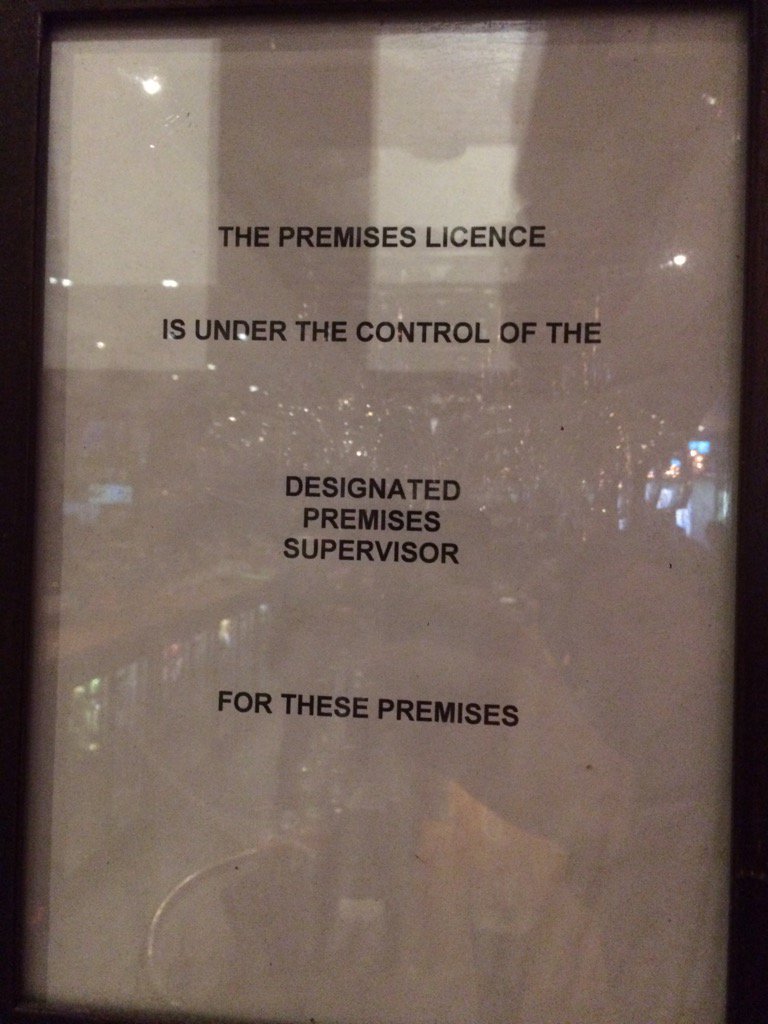 THE PREMISES LICENCE
IS UNDER THE CONTROL OF THE
DESIGNATED
PREMISES
SUPERVISOR
FOR THESE PREMISES